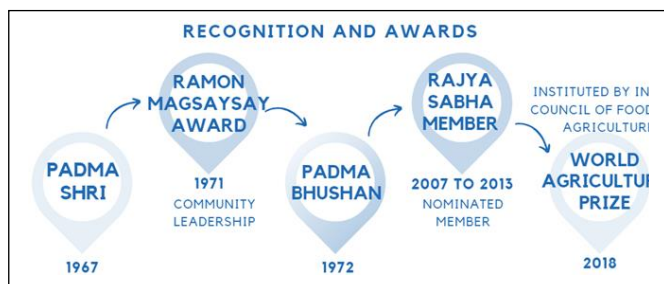 RECOGNITION AND AWARDS
PADMA
SHRI
1967
RAMON
MAGSAYSAY
AWARD
1971
COMMUNITY
LEADERSHIP
PADMA
BHUSHAN
1972
RAJYA
SABHA
MEMBER
2007 TO 2013
NOMINATED
MEMBER
INSTITUTED BY IN
COUNCIL OF FOOD
AGRICULTURE
WORLD
AGRICULTUR
PRIZE
2018